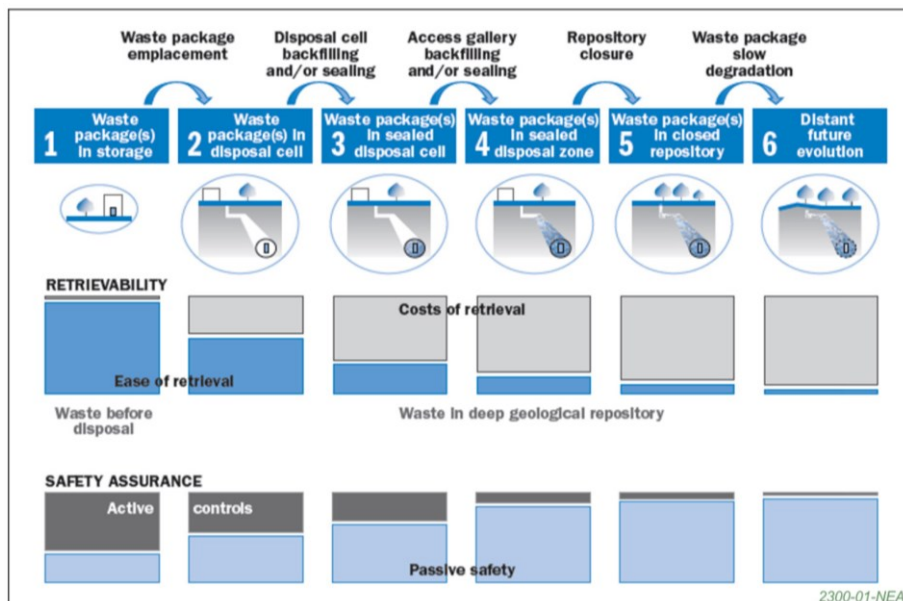 Waste package
emplacement
Disposal cell
backfilling
and/or sealing
Access gallery
backfilling
and/or sealing
Repository
closure
Waste package
slow
degradation
1 Waste
package(s)
in storage
2 Waste
package(s) in
disposal cell
3 Waste package(s)
in sealed
disposal cell
4 Waste package(s)
in sealed
disposal zone
5 Waste package(s)
in closed
repository
6 Distant
future
evolution
RETRIEVABILITY
Costs of retrieval
Ease of retrieval
Waste before
disposal
Waste in deep geological repository
SAFETY ASSURANCE
Active controls
Passive safety
2300-01-NEA